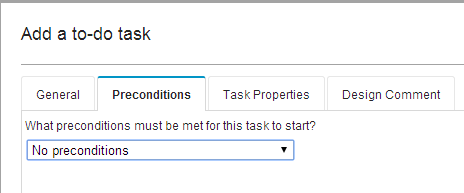 Add a to-do task
General Preconditions Task Properties Design Comment
What preconditions must be met for this task to start?
No preconditions